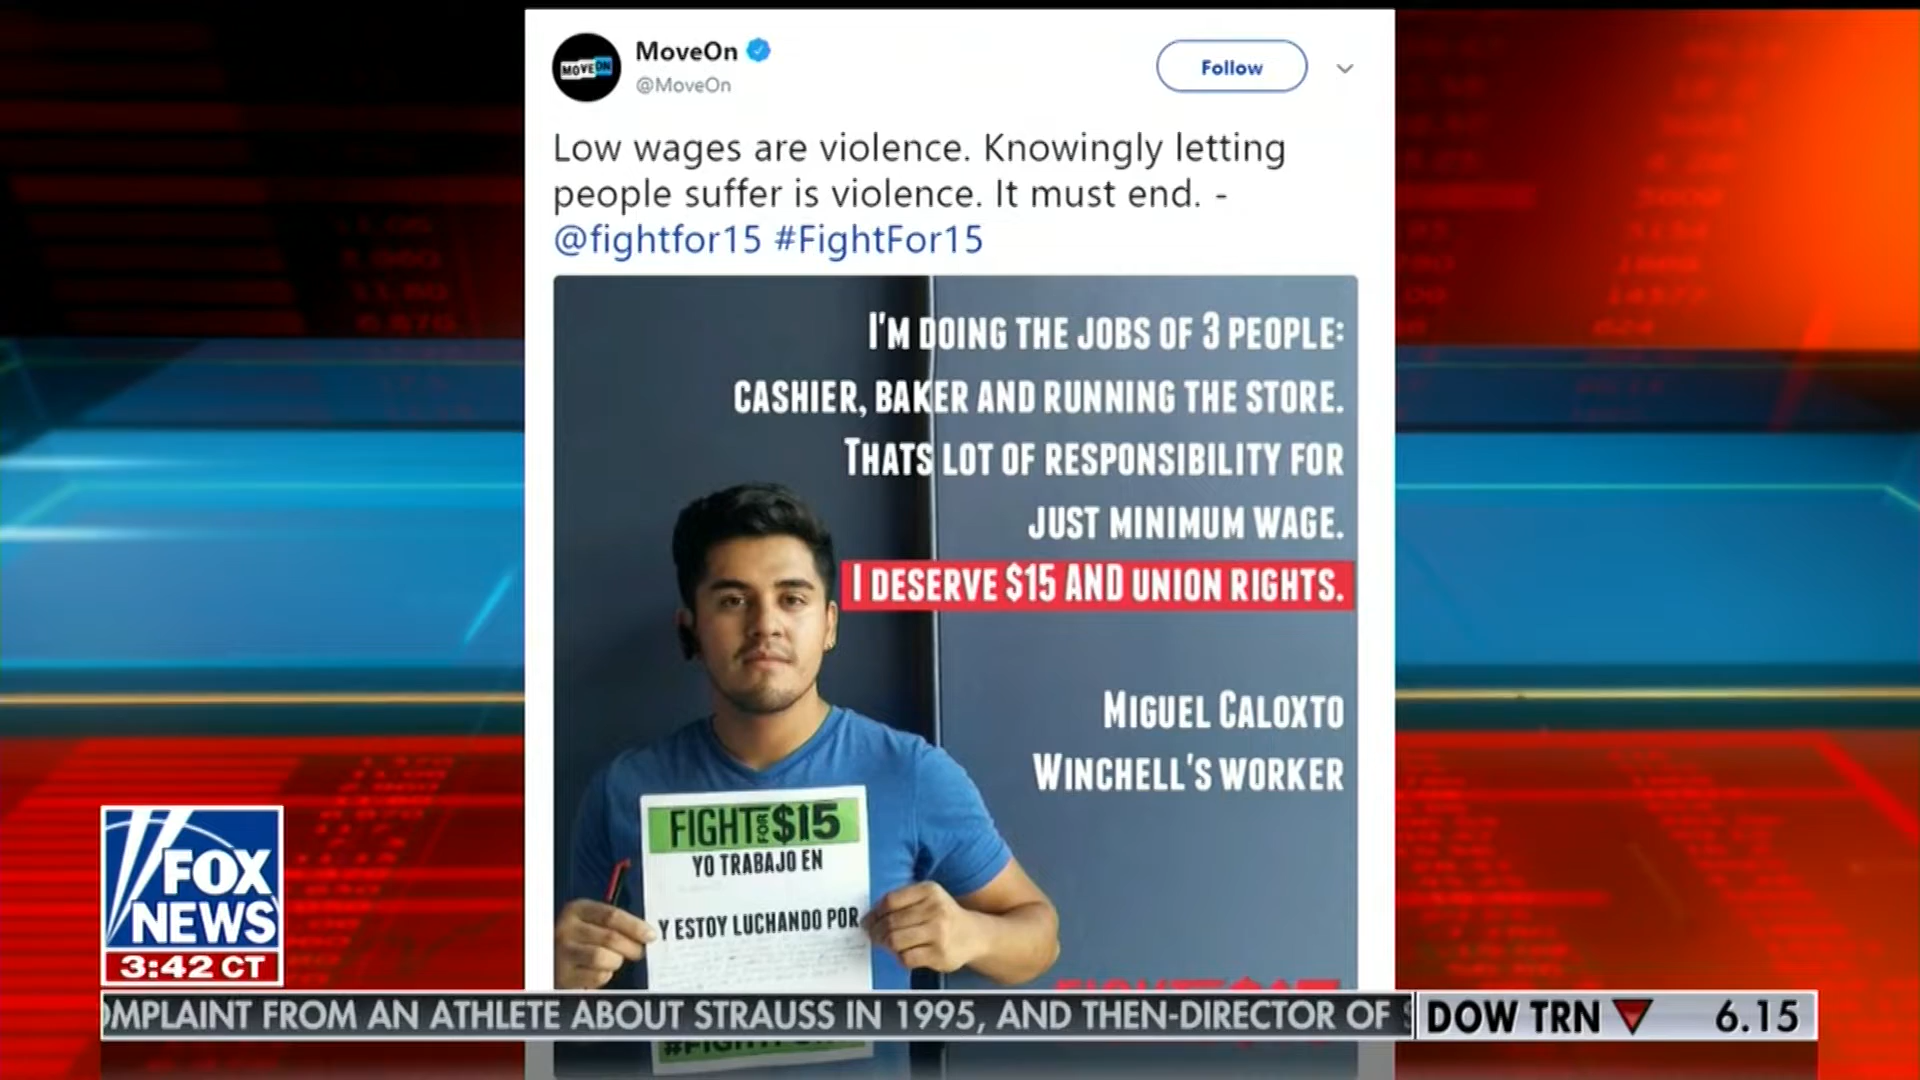 MoveOn
@MoveOn
MOVEON
Follow
Low wages are violence. Knowingly letting
people suffer is violence. It must end. -
@fightfor15 #FightFor15
I'M DOING THE JOBS OF 3 PEOPLE:
CASHIER, BAKER AND RUNNING THE STORE.
THATS LOT OF RESPONSIBILITY FOR
JUST MINIMUM WAGE.
I DESERVE $15 AND UNION RIGHTS.
MIGUEL CALOXTO
WINCHELL'S WORKER
FIGHT FOR $15
YO TRABAJO EN
Y ESTOY LUCHANDO POR
FOX
NEWS
3:42 CT
OMPLAINT FROM AN ATHLETE ABOUT STRAUSS IN 1995, AND THEN-DIRECTOR OF
DOW TRN 6.15